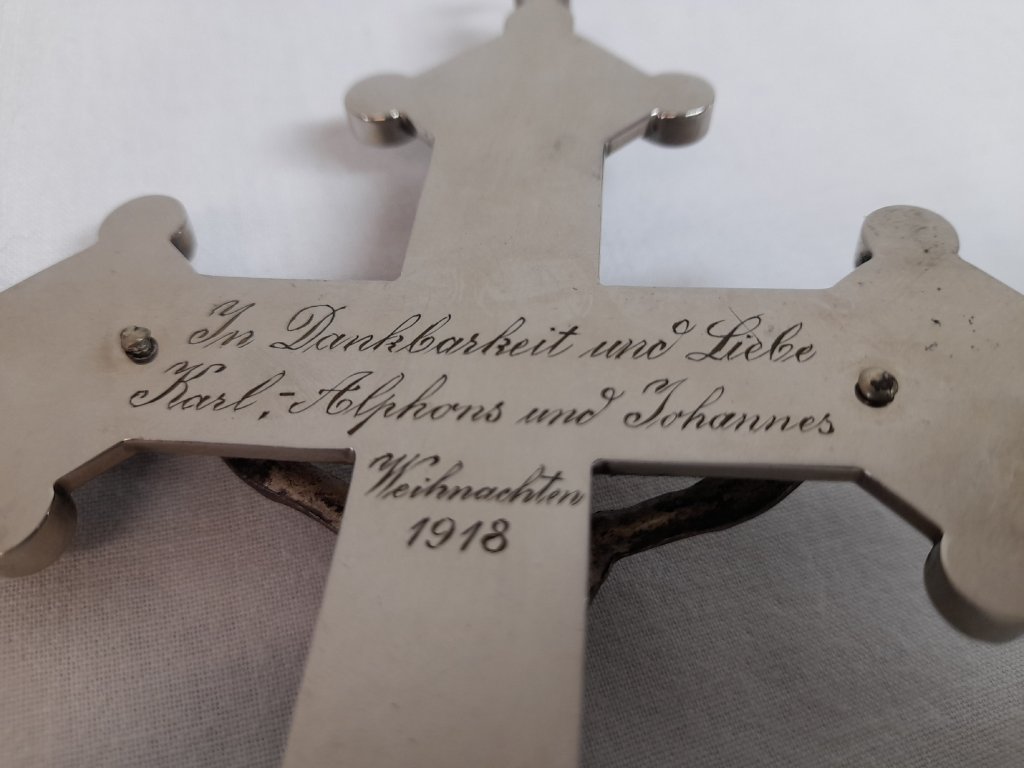 In Dankbarkeit und Liebe
Karl,- Alphons und Johannes
Weihnachten
1918